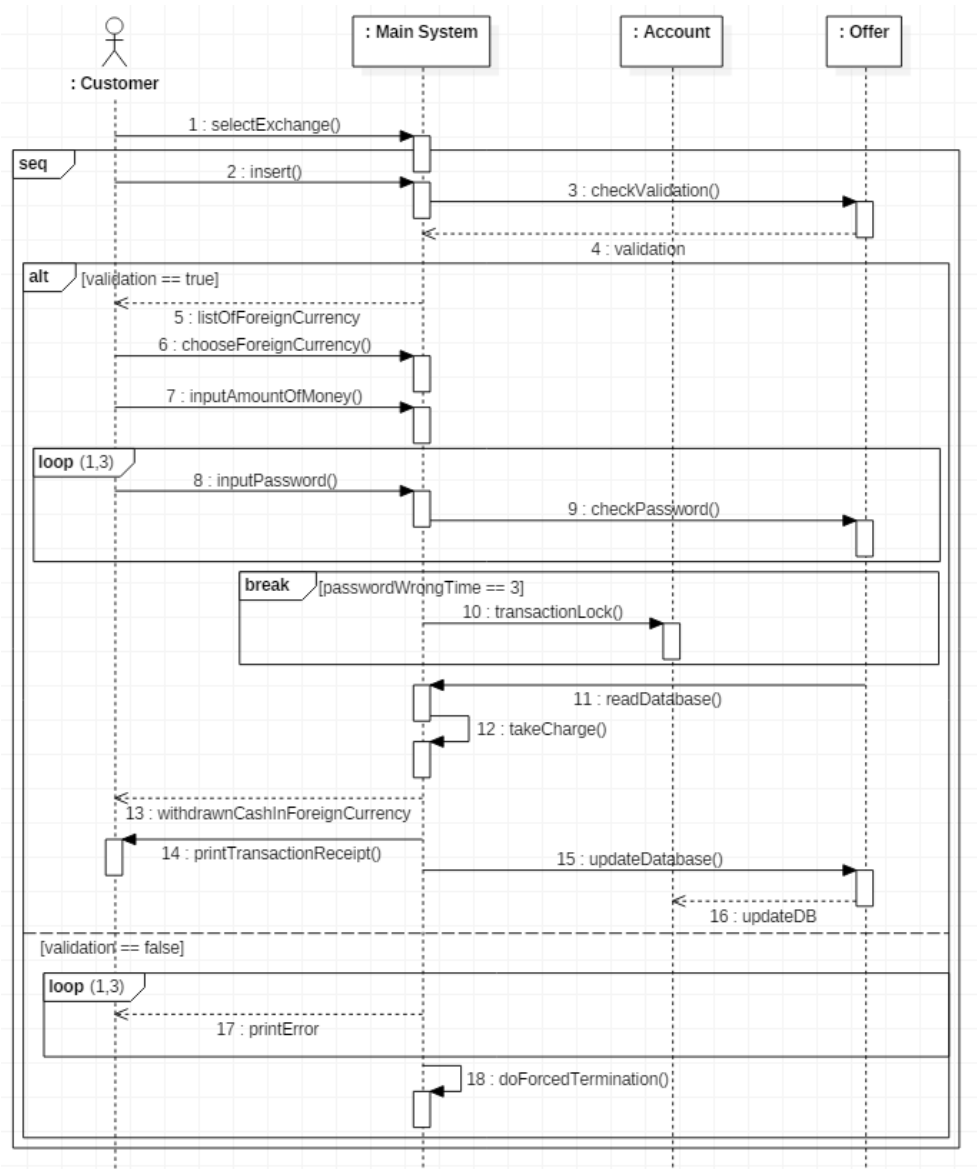 : Main System
: Account
: Offer
: Customer
1 : selectExchange()
seq
2 : insert()
3 : checkValidation()
4 : validation
alt [validation == true]
5 : listOfForeignCurrency
6 : chooseForeignCurrency()
7 : inputAmountOfMoney()
loop (1,3)
8 : inputPassword()
9 : checkPassword()
break [passwordWrongTime == 3]
10 : transactionLock()
11 : readDatabase()
12 : takeCharge()
13 : withdrawnCashInForeignCurrency
14 : printTransactionReceipt()
15 : updateDatabase()
16 : updateDB
[validation == false]
loop (1,3)
17 : printError
18 : doForcedTermination()